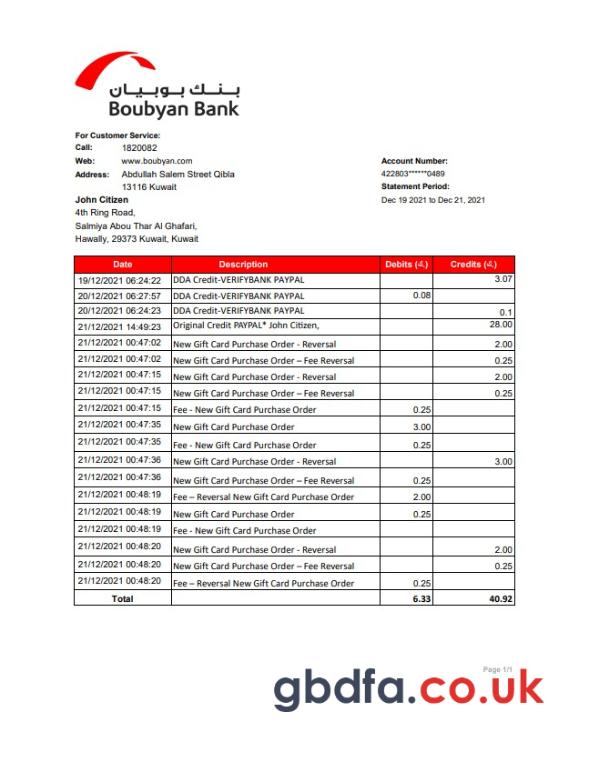 بنك بوبيان
Boubyan Bank
For Customer Service:
Call: 1820082
Web: www.boubyan.com
Address: Abdullah Salem Street Qibla
13116 Kuwait
Account Number:
422803******0489
Statement Period:
Dec 19 2021 to Dec 21, 2021
John Citizen
4th Ring Road,
Salmiya Abou Thar Al Ghafari,
Hawally, 29373 Kuwait, Kuwait
Date Description Debits (د.ك) Credits (د.ك)
19/12/2021 06:24:22 DDA Credit-VERIFYBANK PAYPAL 3.07
20/12/2021 06:27:57 DDA Credit-VERIFYBANK PAYPAL 0.08
20/12/2021 06:24:23 DDA Credit-VERIFYBANK PAYPAL 0.1
21/12/2021 14:49:23 Original Credit PAYPAL* John Citizen, 28.00
21/12/2021 00:47:02 New Gift Card Purchase Order - Reversal 2.00
21/12/2021 00:47:02 New Gift Card Purchase Order – Fee Reversal 0.25
21/12/2021 00:47:15 New Gift Card Purchase Order - Reversal 2.00
21/12/2021 00:47:15 New Gift Card Purchase Order – Fee Reversal 0.25
21/12/2021 00:47:15 Fee - New Gift Card Purchase Order 0.25
21/12/2021 00:47:35 New Gift Card Purchase Order 3.00
21/12/2021 00:47:35 Fee - New Gift Card Purchase Order 0.25
21/12/2021 00:47:36 New Gift Card Purchase Order - Reversal 3.00
21/12/2021 00:47:36 New Gift Card Purchase Order – Fee Reversal 0.25
21/12/2021 00:48:19 Fee – Reversal New Gift Card Purchase Order 2.00
21/12/2021 00:48:19 New Gift Card Purchase Order 0.25
21/12/2021 00:48:19 Fee - New Gift Card Purchase Order
21/12/2021 00:48:20 New Gift Card Purchase Order - Reversal 2.00
21/12/2021 00:48:20 New Gift Card Purchase Order – Fee Reversal 0.25
21/12/2021 00:48:20 Fee – Reversal New Gift Card Purchase Order 0.25
Total 6.33 40.92
Page 1/1
gbdfa.co.uk